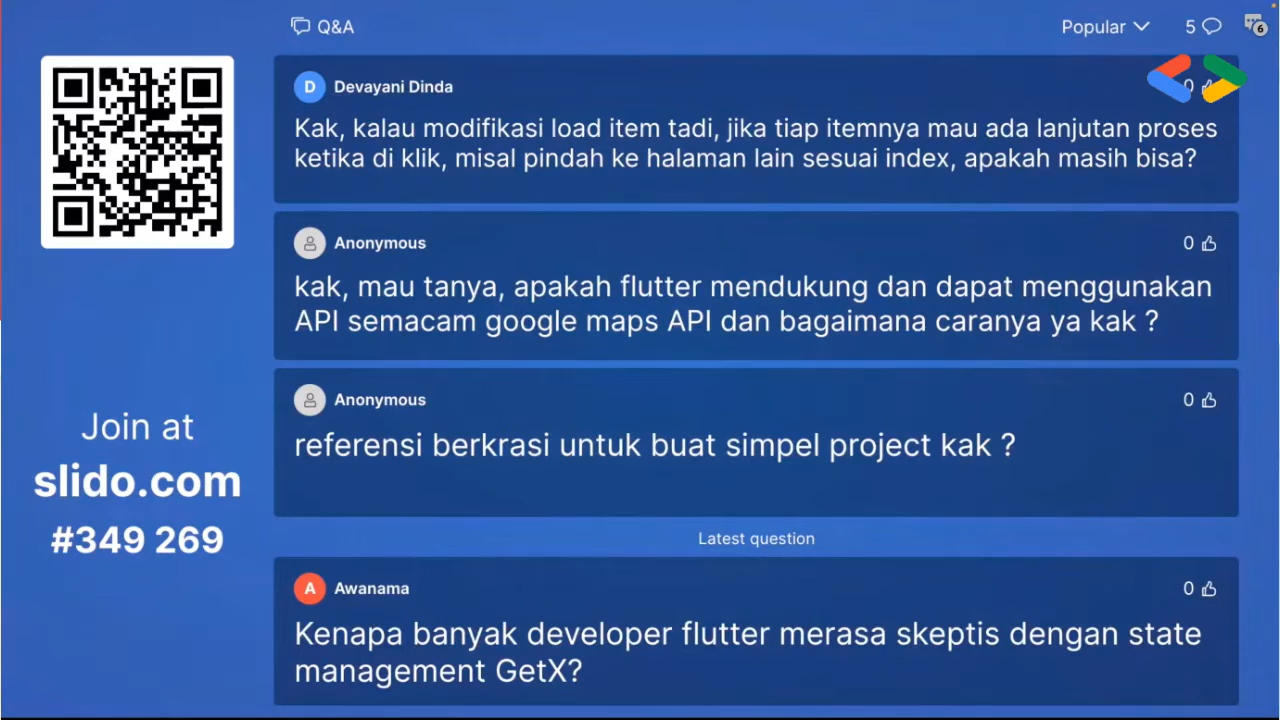 Q&A
Popular
5
6
Devayani Dinda
0
Kak, kalau modifikasi load item tadi, jika tiap itemnya mau ada lanjutan proses
ketika di klik, misal pindah ke halaman lain sesuai index, apakah masih bisa?
Anonymous
0
kak, mau tanya, apakah flutter mendukung dan dapat menggunakan
API semacam google maps API dan bagaimana caranya ya kak ?
Anonymous
0
referensi berkrasi untuk buat simpel project kak ?
Join at
slido.com
#349 269
Latest question
A
Awanama
0
Kenapa banyak developer flutter merasa skeptis dengan state
management GetX?